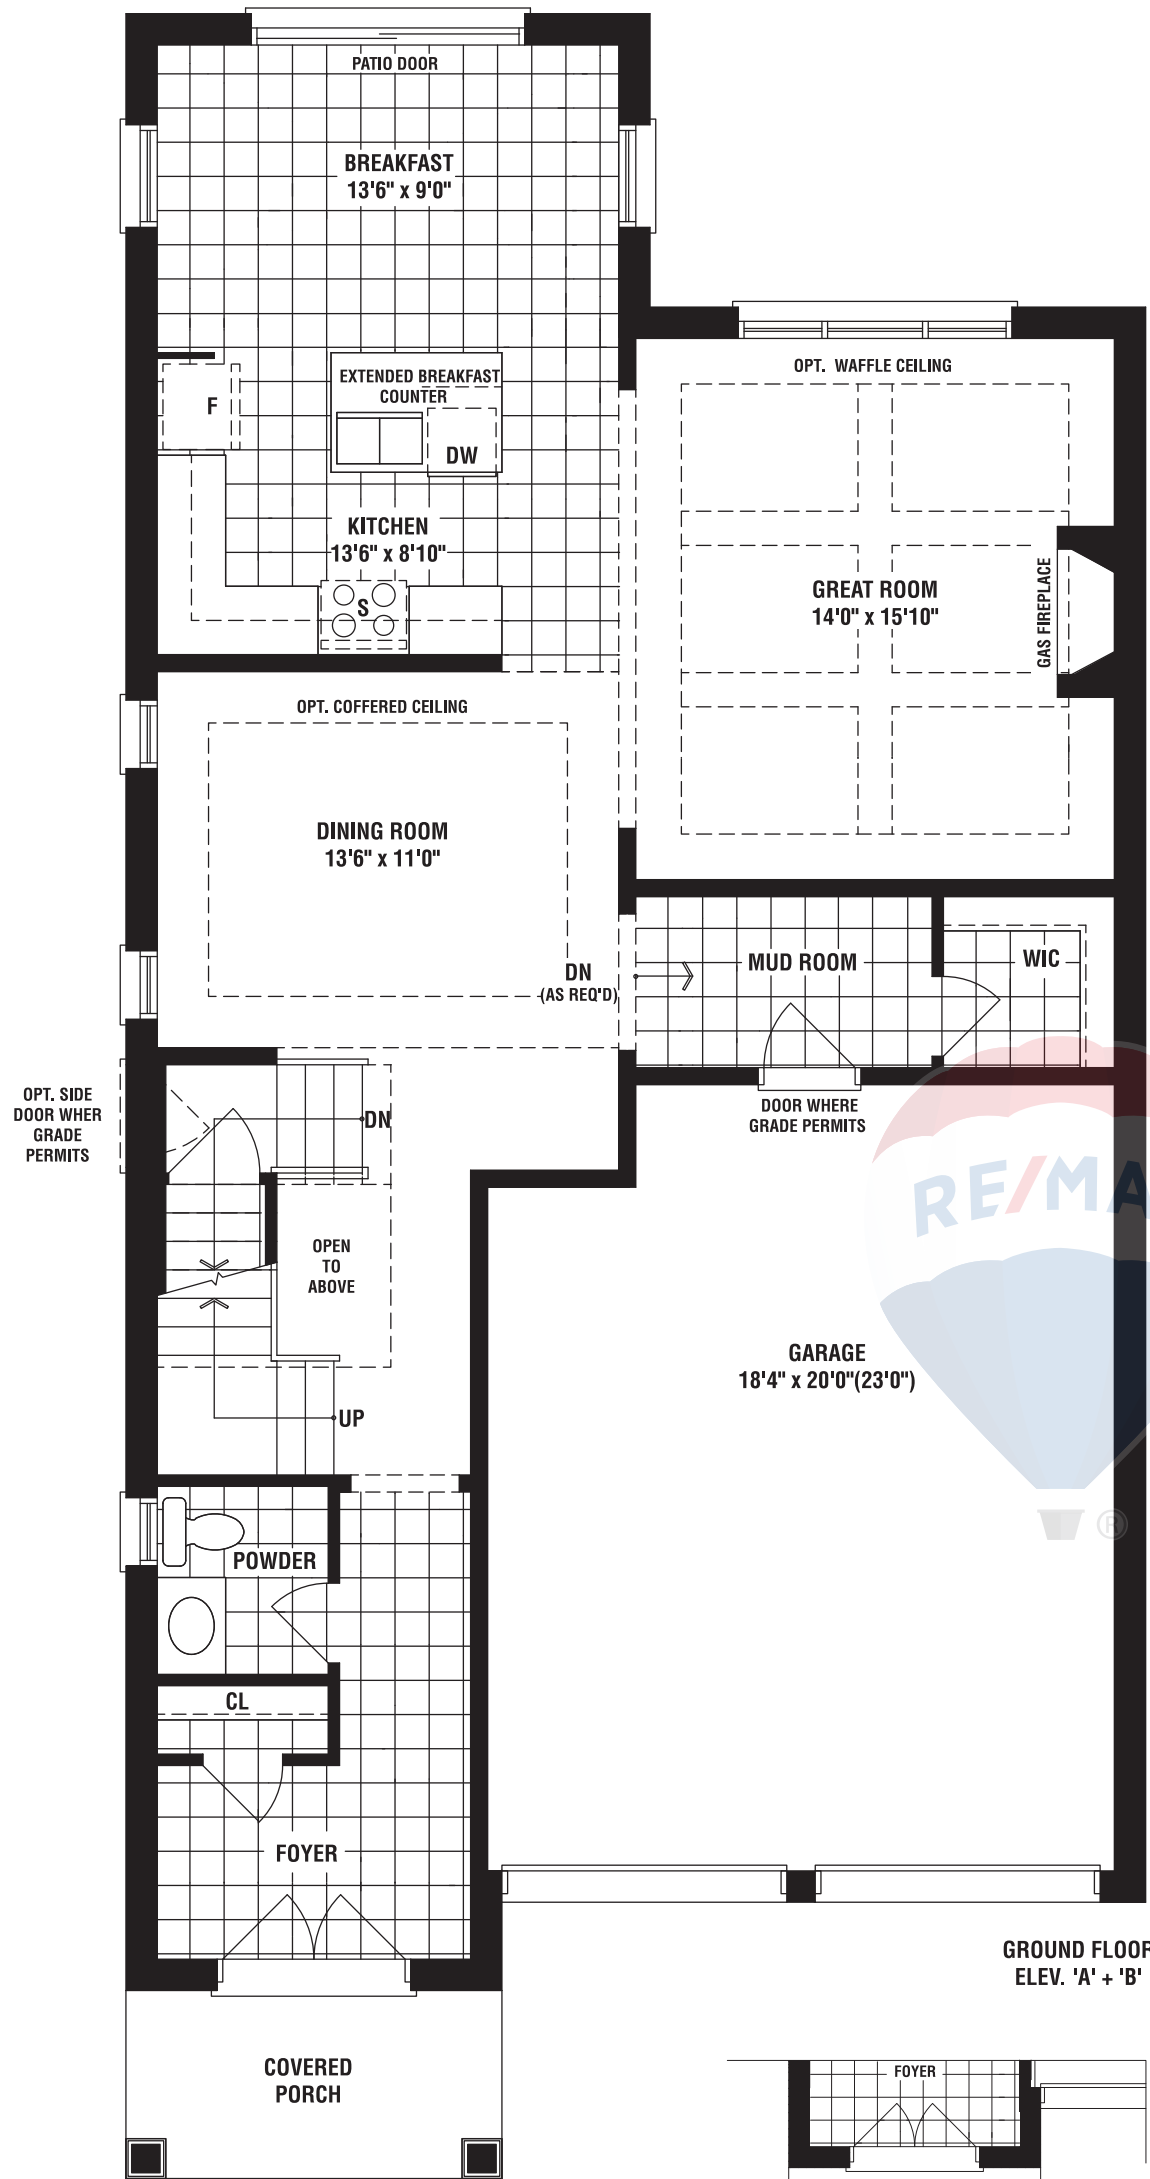 PATIO DOOR
BREAKFAST
13'6" x 9'0"
OPT. WAFFLE CEILING
EXTENDED BREAKFAST
COUNTER
F
DW
KITCHEN
13'6" x 8'10"
S
GREAT ROOM
14'0" x 15'10"
GAS FIREPLACE
OPT. COFFERED CEILING
DINING ROOM
13'6" x 11'0"
DN
(AS REQ'D)
MUD ROOM
WIC
OPT. SIDE
DOOR WHER
GRADE
PERMITS
DN
DOOR WHERE
GRADE PERMITS
RE/MA
OPEN
TO
ABOVE
GARAGE
18'4" x 20'0"(23'0")
UP
®
POWDER
CL
FOYER
GROUND FLOOR
ELEV. 'A' + 'B'
COVERED
PORCH
FOYER